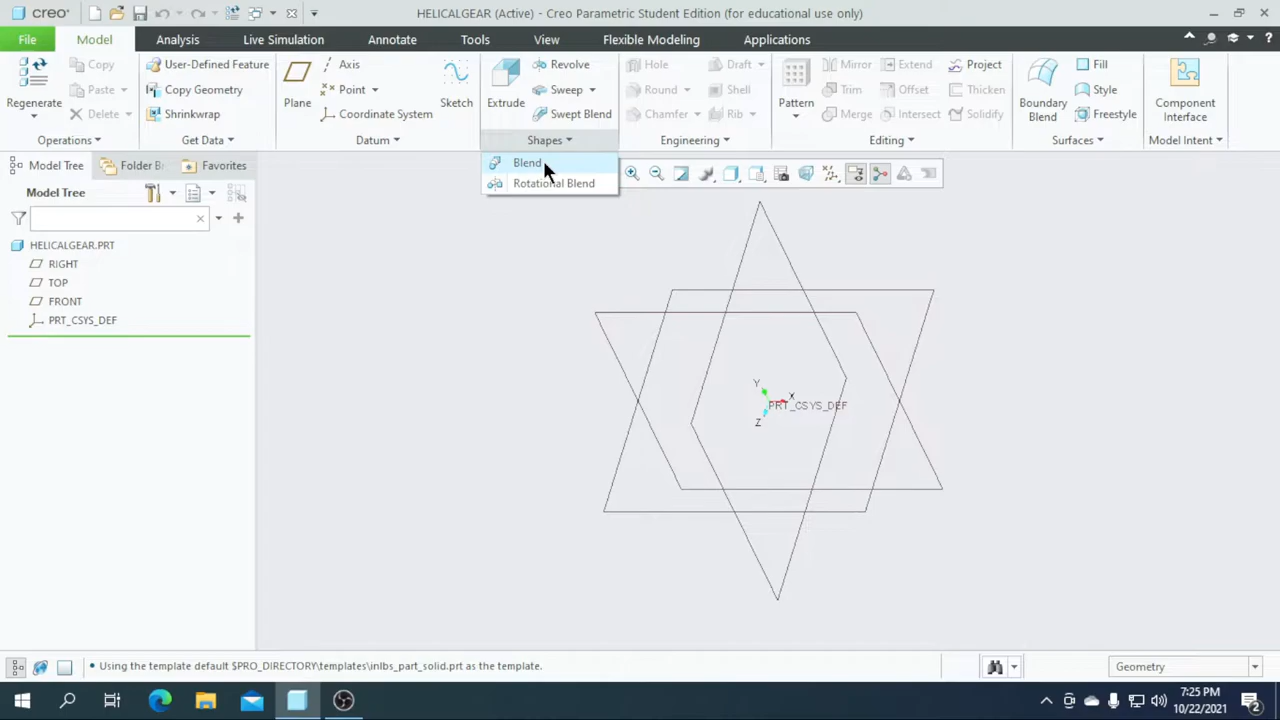 creo
HELICALGEAR (Active) - Creo Parametric Student Edition (for educational use only)
File
Model
Analysis
Live Simulation
Annotate
Tools
View
Flexible Modeling
Applications
Regenerate
Copy
Paste
Delete
Operations
User-Defined Feature
Copy Geometry
Shrinkwrap
Get Data
Plane
Axis
Point
Coordinate System
Sketch
Datum
Extrude
Revolve
Sweep
Swept Blend
Shapes
Hole
Round
Chamfer
Draft
Shell
Rib
Engineering
Pattern
Mirror
Trim
Merge
Extend
Offset
Intersect
Project
Thicken
Solidify
Editing
Boundary
Blend
Fill
Style
Freestyle
Surfaces
Component
Interface
Model Intent
Blend
Rotational Blend
Model Tree
Folder B
Favorites
Model Tree
HELICALGEAR.PRT
RIGHT
TOP
FRONT
PRT_CSYS_DEF
Y
X
PRT_CSYS_DEF
Z
• Using the template default $PRO_DIRECTORY\templates\inlbs_part_solid.prt as the template.
Geometry
7:25 PM
10/22/2021
2